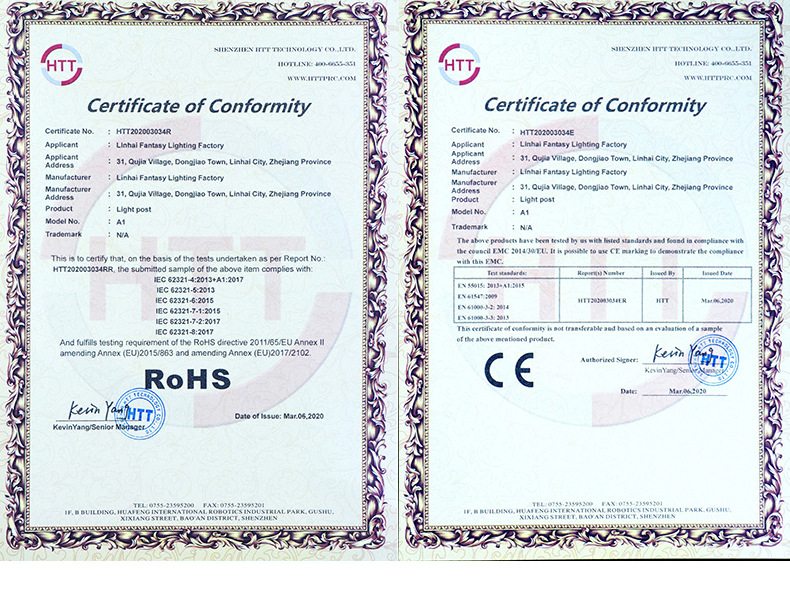 HTT
SHENZHEN HTT TECHNOLOGY CO.,LTD.
HOTLINE: 400-6655-351
WWW.HTTPRC.COM
Certificate of Conformity
Certificate No. : HTT202003034R
Applicant : Linhai Fantasy Lighting Factory
Applicant
Address : 31, Qujia Village, Dongjiao Town, Linhai City, Zhejiang Province
Manufacturer : Linhai Fantasy Lighting Factory
Manufacturer
Address : 31, Qujia Village, Dongjiao Town, Linhai City, Zhejiang Province
Product : Light post
Model No. : A1
Trademark : N/A
This is to certify that, on the basis of the tests undertaken as per Report No.:
HTT202003034RR, the submitted sample of the above item complies with:
IEC 62321-4:2013+A1:2017
IEC 62321-5:2013
IEC 62321-6:2015
IEC 62321-7-1:2015
IEC 62321-7-2:2017
IEC 62321-8:2017
And fulfills testing requirement of the RoHS directive 2011/65/EU Annex II
amending Annex (EU)2015/863 and amending Annex (EU)2017/2102.
RoHS
Kevin Yang
HTT
KevinYang/Senior Manager
Date of Issue: Mar.06,2020
TEL: 0755-23595200 FAX: 0755-23595201
1F, B BUILDING, HUAFENG INTERNATIONAL ROBOTICS INDUSTRIAL PARK, GUSHU,
XIXIANG STREET, BAO'AN DISTRICT, SHENZHEN
HTT
SHENZHEN HTT TECHNOLOGY CO.,LTD.
HOTLINE: 400-6655-351
WWW.HTTPRC.COM
Certificate of Conformity
Certificate No. : HTT202003034E
Applicant : Linhai Fantasy Lighting Factory
Applicant
Address : 31, Qujia Village, Dongjiao Town, Linhai City, Zhejiang Province
Manufacturer : Linhai Fantasy Lighting Factory
Manufacturer
Address : 31, Qujia Village, Dongjiao Town, Linhai City, Zhejiang Province
Product : Light post
Model No. : A1
Trademark : N/A
The above products have been tested by us with listed standards and found in compliance with
the council EMC 2014/30/EU. It is possible to use CE marking to demonstrate the compliance
with this EMC.
Test standards: Report(s) Number Issued By Issued Date
EN 55015: 2013+A1:2015
EN 61547:2009
EN 61000-3-2: 2014
EN 61000-3-3: 2013
HTT202003034ER HTT Mar.06,2020
This certificate of conformity is not transferable and based on an evaluation of a sample
of the above mentioned product.
CE
Authorized Signer: Kevin Yang
HTT
KevinYang/Senior Manager
Date: Mar.06,2020
TEL: 0755-23595200 FAX: 0755-23595201
1F, B BUILDING, HUAFENG INTERNATIONAL ROBOTICS INDUSTRIAL PARK, GUSHU,
XIXIANG STREET, BAO'AN DISTRICT, SHENZHEN